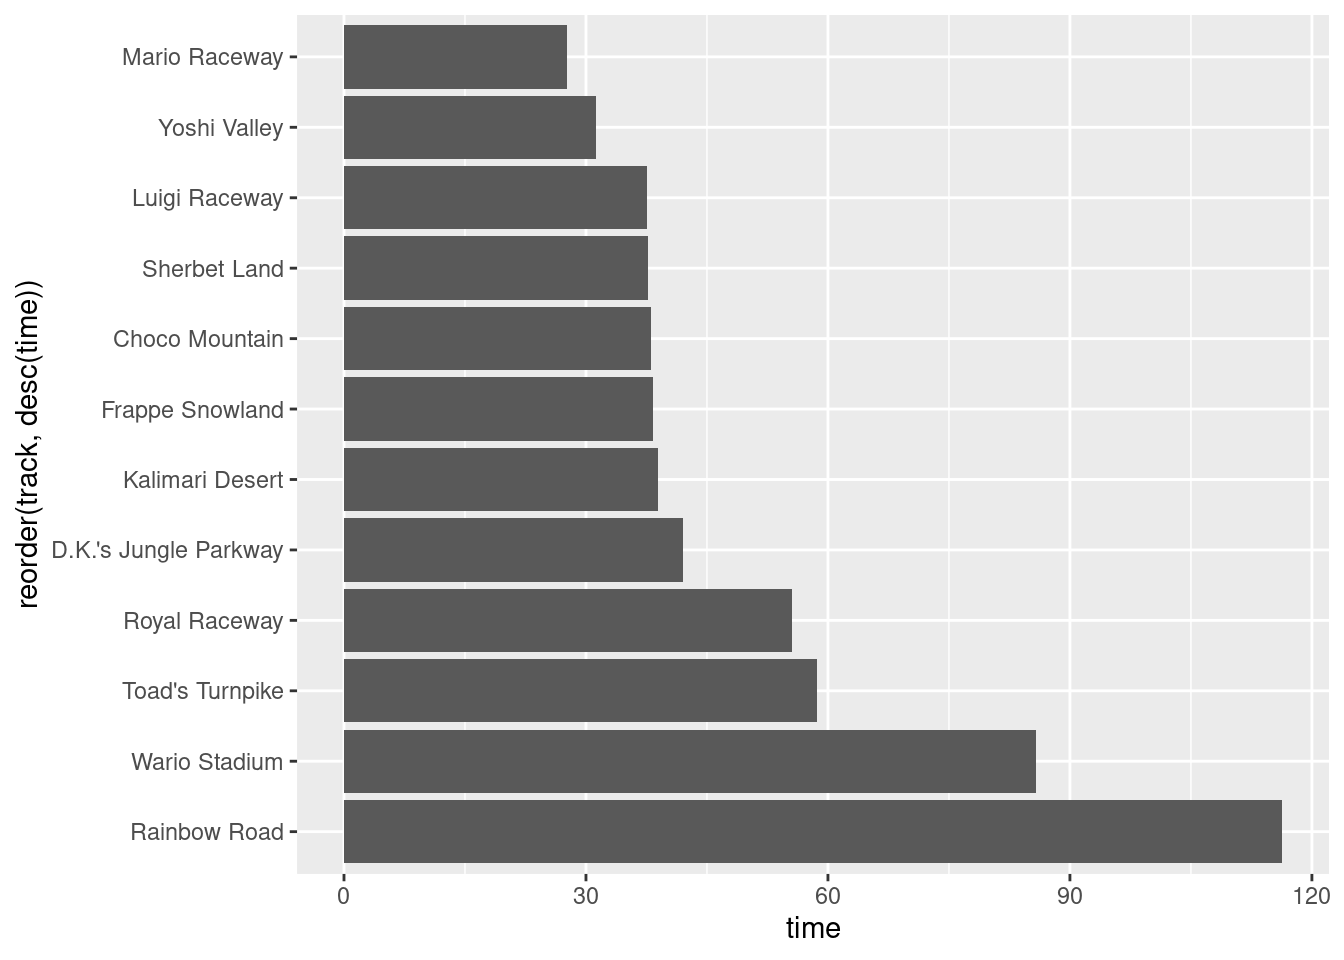 reorder(track, desc(time))
Mario Raceway
Yoshi Valley
Luigi Raceway
Sherbet Land
Choco Mountain
Frappe Snowland
Kalimari Desert
D.K.'s Jungle Parkway
Royal Raceway
Toad's Turnpike
Wario Stadium
Rainbow Road
0 30 60 90 120
time